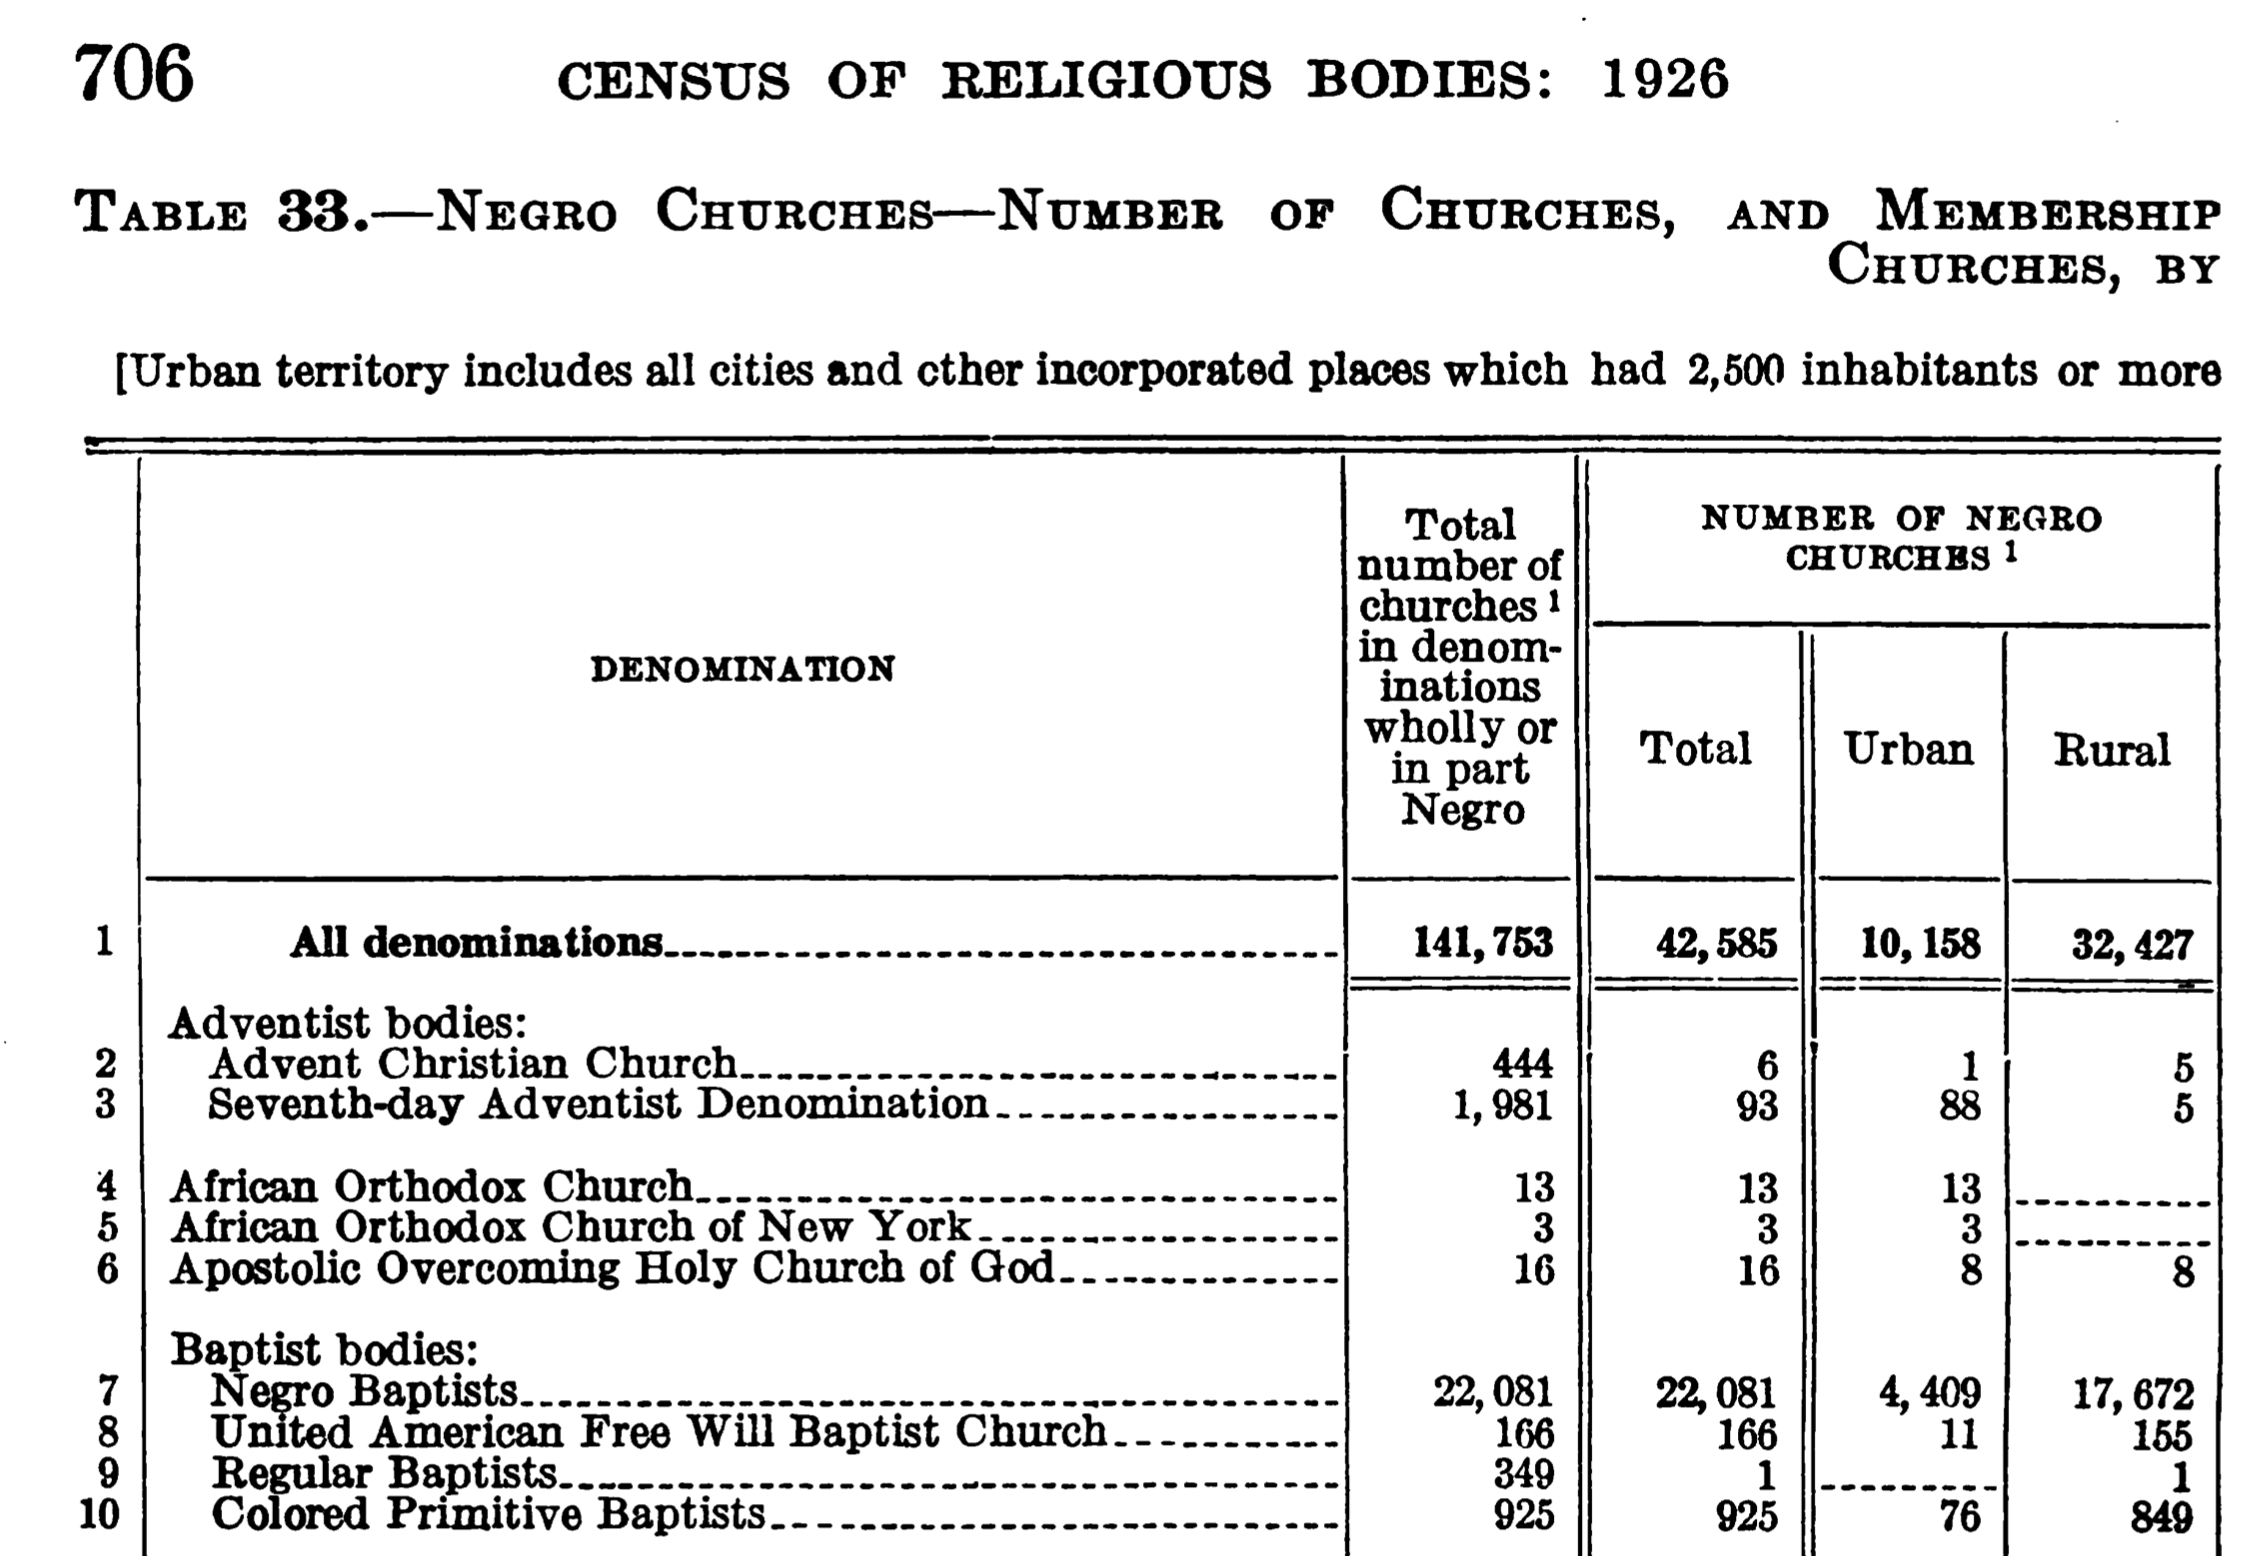 706 CENSUS OF RELIGIOUS BODIES: 1926
TABLE 33.—NEGRO CHURCHES—NUMBER OF CHURCHES, AND MEMBERSHIP
CHURCHES, BY
[Urban territory includes all cities and cther incorporated places which had 2,500 inhabitants or more
DENOMINATION
Total
number of
churches 1
in denom-
inations
wholly or
in part
Negro
NUMBER OF NEGRO
CHURCHES 1
Total Urban Rural
1 All denominations 141,753 42,585 10,158 32,427
Adventist bodies:
2 Advent Christian Church 444 6 1 5
3 Seventh-day Adventist Denomination 1,981 93 88 5
4 African Orthodox Church 13 13 13
5 African Orthodox Church of New York 3 3 3
6 Apostolic Overcoming Holy Church of God 16 16 8 8
Baptist bodies:
7 Negro Baptists 22,081 22,081 4,409 17,672
8 United American Free Will Baptist Church 166 166 11 155
9 Regular Baptists 349 1 1
10 Colored Primitive Baptists 925 925 76 849